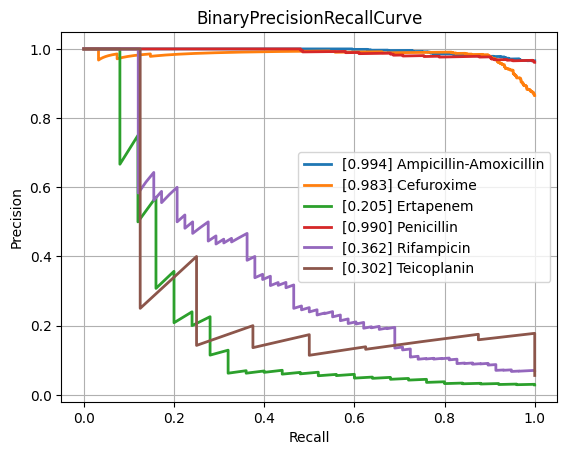 BinaryPrecisionRecallCurve
1.0
0.8
0.6
0.4
0.2
0.0
Precision
[0.994] Ampicillin-Amoxicillin
[0.983] Cefuroxime
[0.205] Ertapenem
[0.990] Penicillin
[0.362] Rifampicin
[0.302] Teicoplanin
0.0 0.2 0.4 0.6 0.8 1.0
Recall